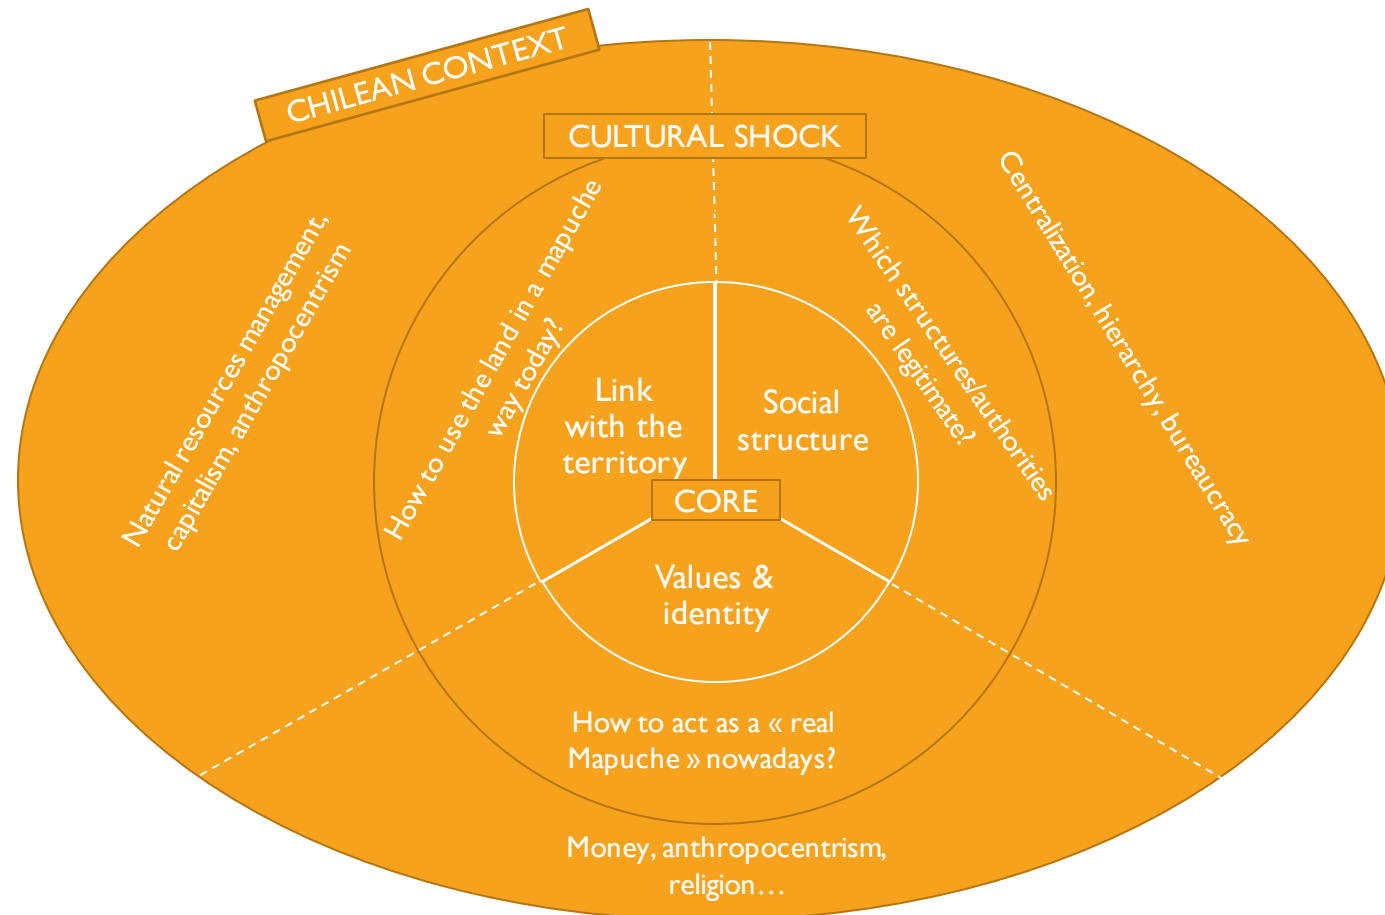 CHILEAN CONTEXT
CULTURAL SHOCK
Natural resources management,
capitalism, anthropocentrism
How to use the land in a mapuche
way today?
Which structures/authorities
are legitimate?
Centralization, hierarchy, bureaucracy
Link
with the
territory
Social
structure
CORE
Values &
identity
How to act as a « real
Mapuche » nowadays?
Money, anthropocentrism,
religion…